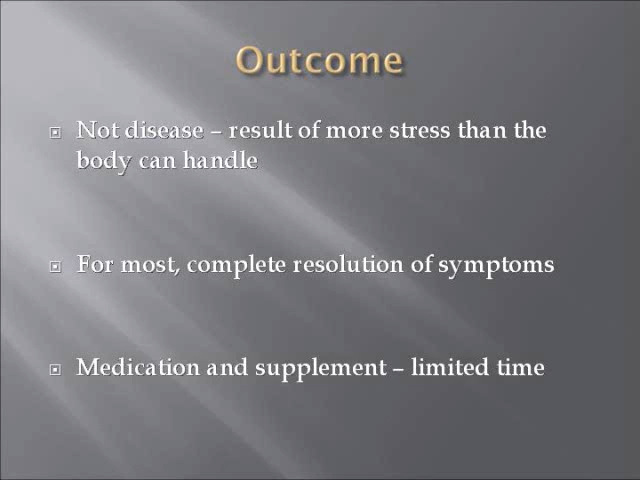 Outcome
Not disease – result of more stress than the
body can handle
For most, complete resolution of symptoms
Medication and supplement – limited time